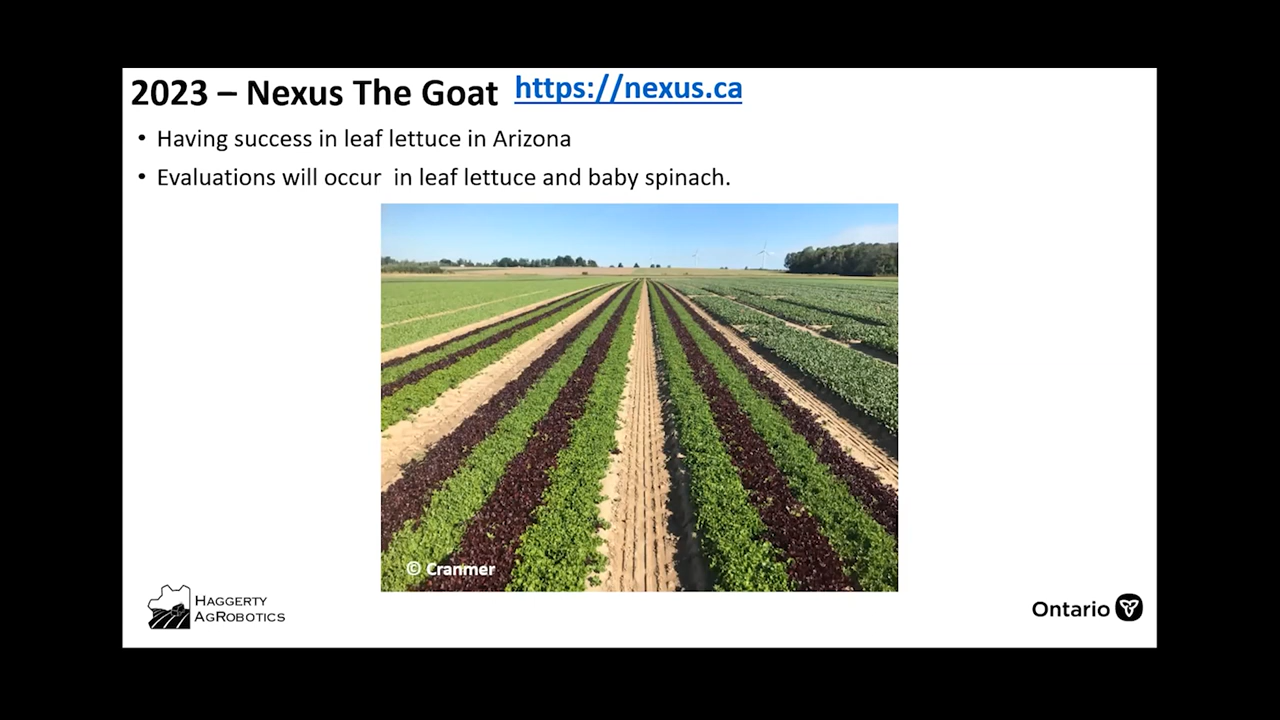 2023 – Nexus The Goat https://nexus.ca
• Having success in leaf lettuce in Arizona
• Evaluations will occur  in leaf lettuce and baby spinach.
© Cranmer
HAGGERTY
AGROBOTICS
Ontario